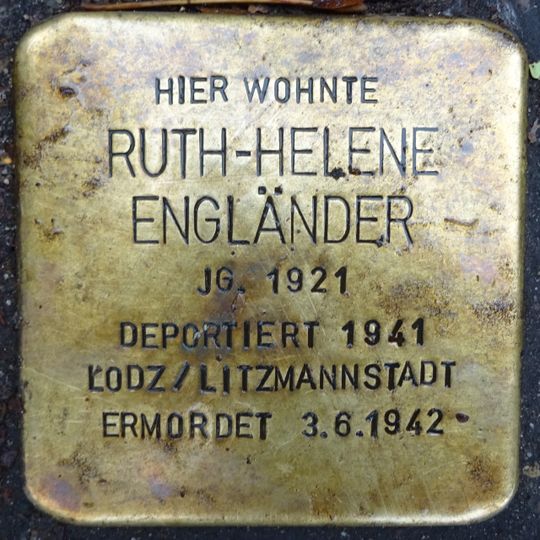 HIER WOHNTE
RUTH-HELENE
ENGLÄNDER
JG. 1921
DEPORTIERT 1941
ŁODZ/LITZMANNSTADT
ERMORDET 3.6.1942